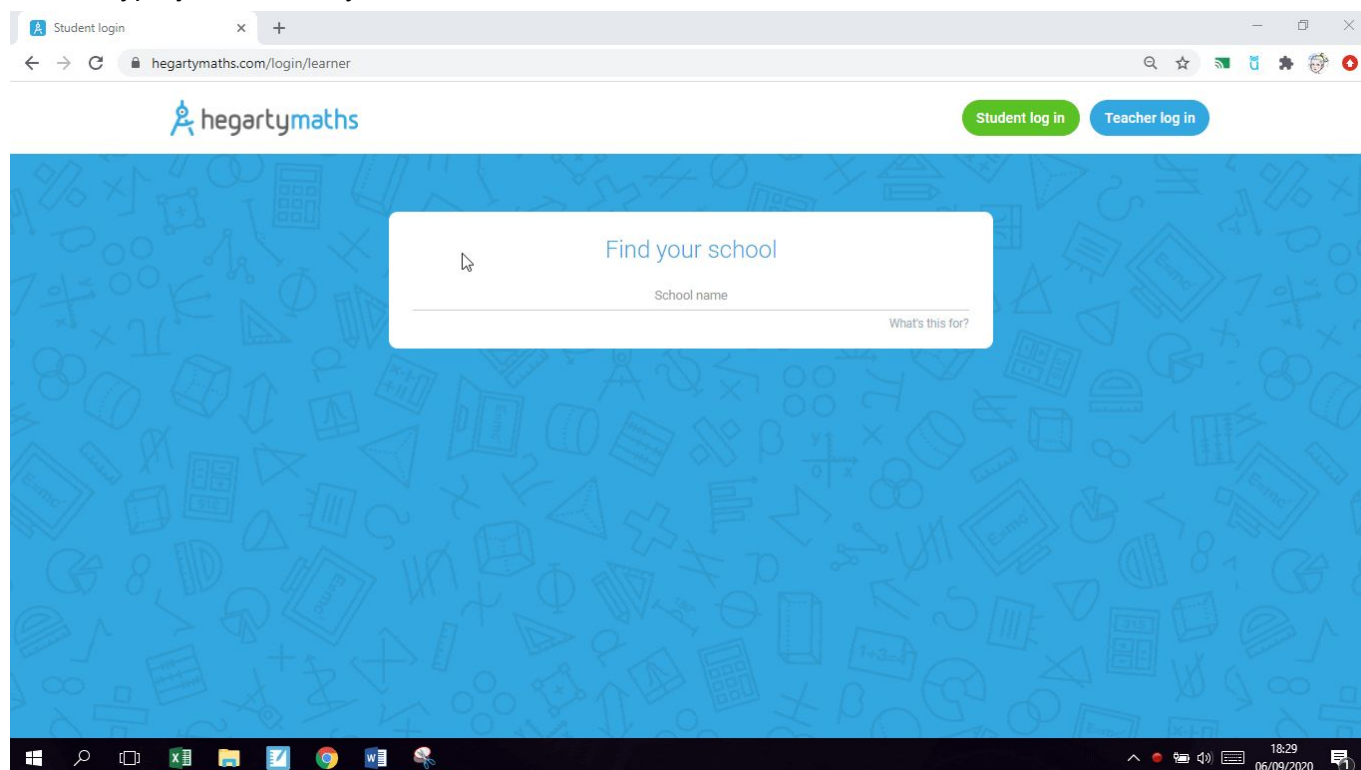 Student login
hegartymaths.com/login/learner
hegartymaths
Student log in
Teacher log in
Find your school
School name
What's this for?
18:29
06/09/2020